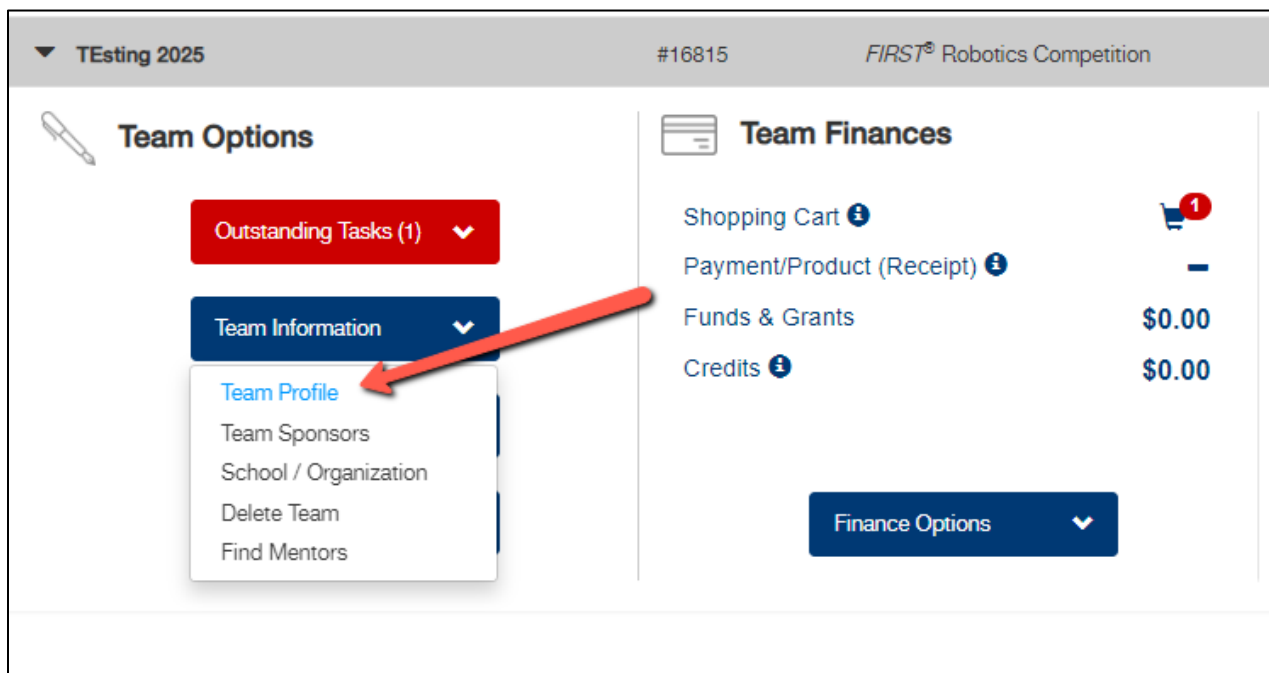 TEsting 2025 #16815 FIRST® Robotics Competition
Team Options
Outstanding Tasks (1)
Team Information
Team Profile
Team Sponsors
School / Organization
Delete Team
Find Mentors
Team Finances
Shopping Cart 1
Payment/Product (Receipt) –
Funds & Grants $0.00
Credits $0.00
Finance Options